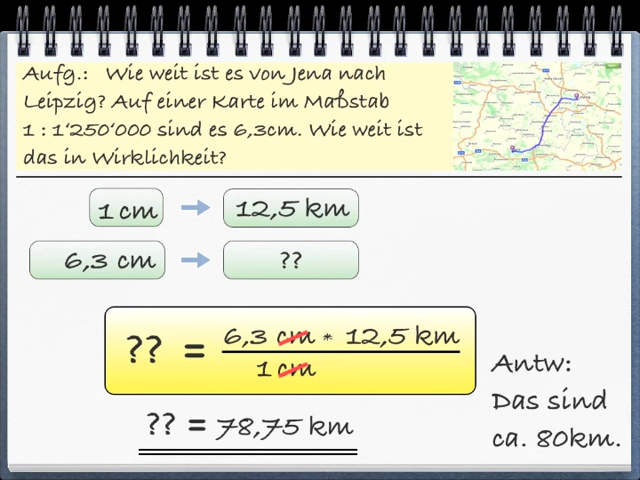 Aufg.: Wie weit ist es von Jena nach
Leipzig? Auf einer Karte im Maßstab
1 : 1'250'000 sind es 6,3cm. Wie weit ist
das in Wirklichkeit?
1 cm → 12,5 km
6,3 cm → ??
?? = 6,3 cm * 12,5 km
1 cm
?? = 78,75 km
Antw:
Das sind
ca. 80km.